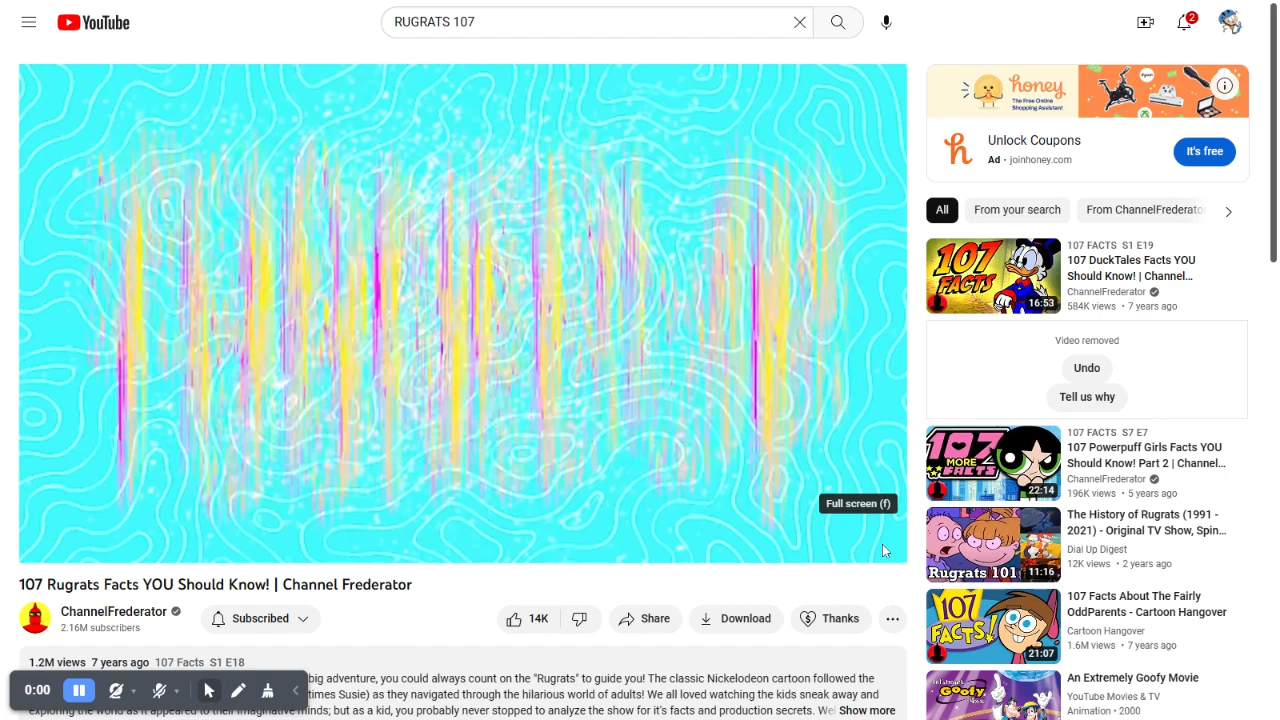 YouTube
RUGRATS 107
2
Full screen (f)
107 Rugrats Facts YOU Should Know! | Channel Frederator
ChannelFrederator
2.16M subscribers
Subscribed
14K
Share
Download
Thanks
1.2M views 7 years ago 107 Facts S1 E18
big adventure, you could always count on the "Rugrats" to guide you! The classic Nickelodeon cartoon followed the
times Susie) as they navigated through the hilarious world of adults! We all loved watching the kids sneak away and
exploring the world as it appeared to their imaginative minds; but as a kid, you probably never stopped to analyze the show for it's facts and production secrets. Show more
0:00
honey
The Free Online
Shopping Assistant
Unlock Coupons
Ad · joinhoney.com
It's free
All
From your search
From ChannelFrederator
107 FACTS
16:53
107 FACTS S1 E19
107 DuckTales Facts YOU
Should Know! | Channel...
ChannelFrederator
584K views • 7 years ago
Video removed
Undo
Tell us why
107
MORE
FACTS
22:14
107 FACTS S7 E7
107 Powerpuff Girls Facts YOU
Should Know! Part 2 | Channel...
ChannelFrederator
196K views • 5 years ago
Rugrats 101
11:16
The History of Rugrats (1991 -
2021) - Original TV Show, Spin...
Dial Up Digest
12K views • 2 years ago
107
FACTS!
21:07
107 Facts About The Fairly
OddParents - Cartoon Hangover
Cartoon Hangover
1.6M views • 7 years ago
Goofy
An Extremely Goofy Movie
YouTube Movies & TV
Animation • 2000